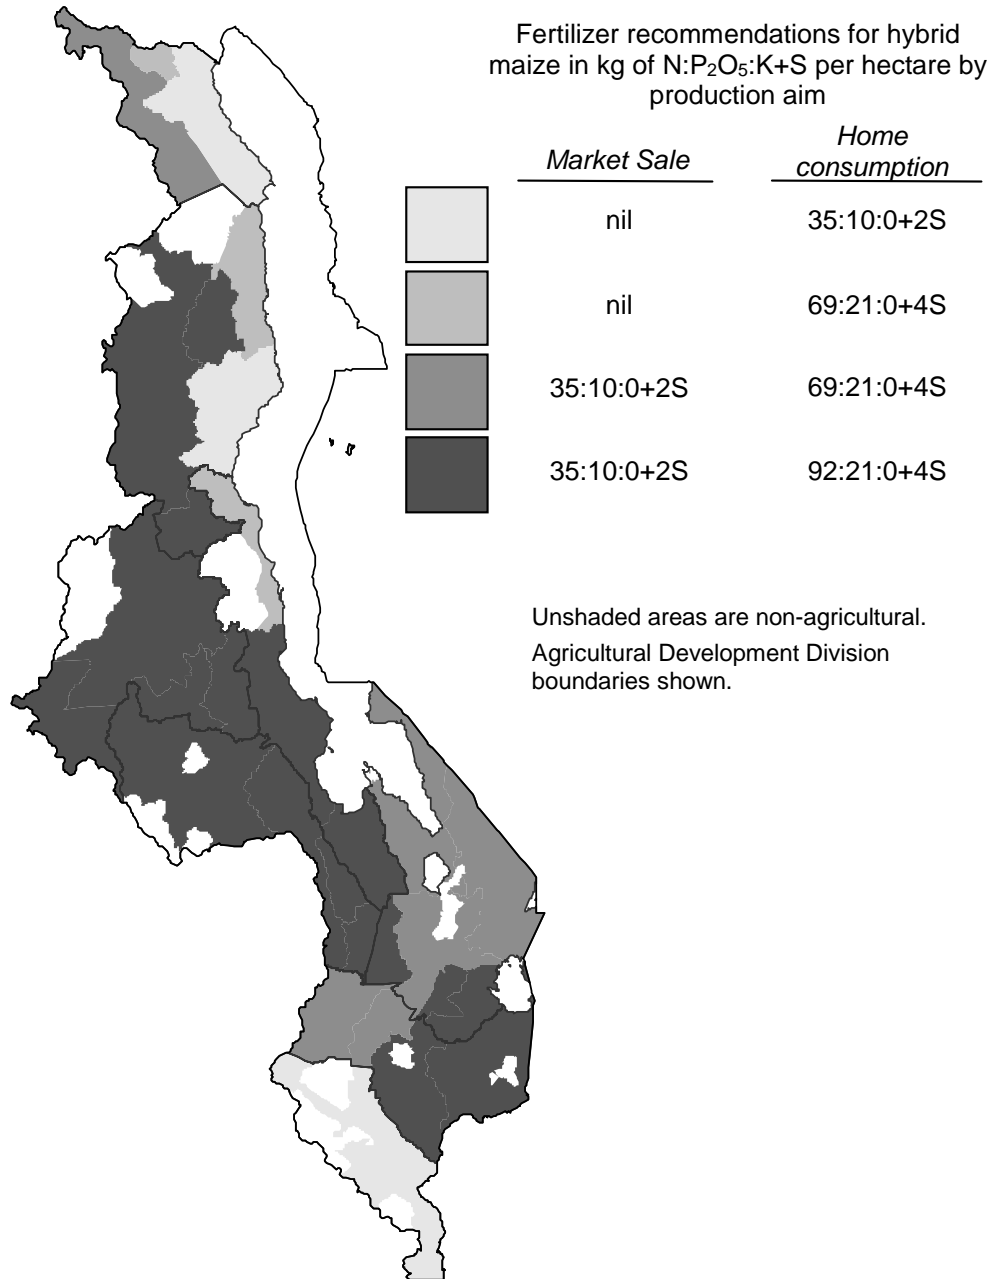 Fertilizer recommendations for hybrid
maize in kg of N:P₂O₅:K+S per hectare by
production aim
Market Sale
Home
consumption
nil
35:10:0+2S
nil
69:21:0+4S
35:10:0+2S
69:21:0+4S
35:10:0+2S
92:21:0+4S
Unshaded areas are non-agricultural.
Agricultural Development Division
boundaries shown.